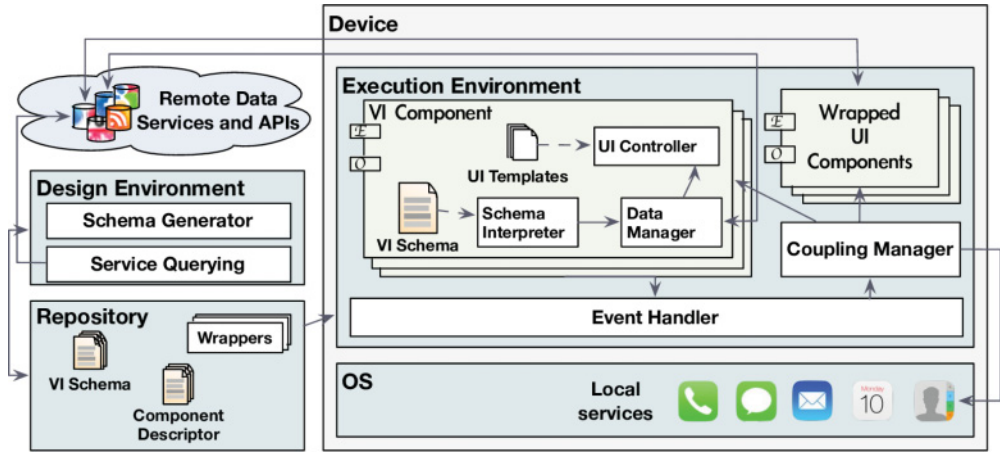 Device
Remote Data
Services and APIs
Execution Environment
VI Component
E
O
UI Templates
UI Controller
VI Schema
Schema
Interpreter
Data
Manager
E
O
Wrapped
UI
Components
Coupling Manager
Event Handler
Design Environment
Schema Generator
Service Querying
Repository
VI Schema
Wrappers
Component
Descriptor
OS
Local
services
Monday
10